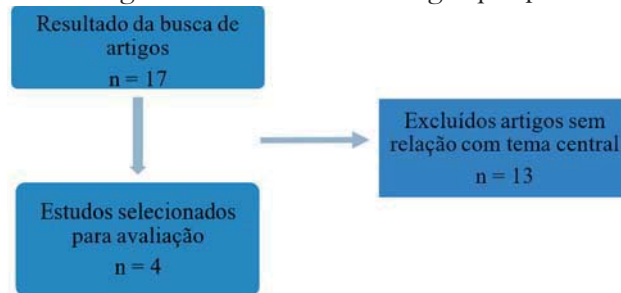 Resultado da busca de
artigos
n = 17
Excluídos artigos sem
relação com tema central
n = 13
Estudos selecionados
para avaliação
n = 4